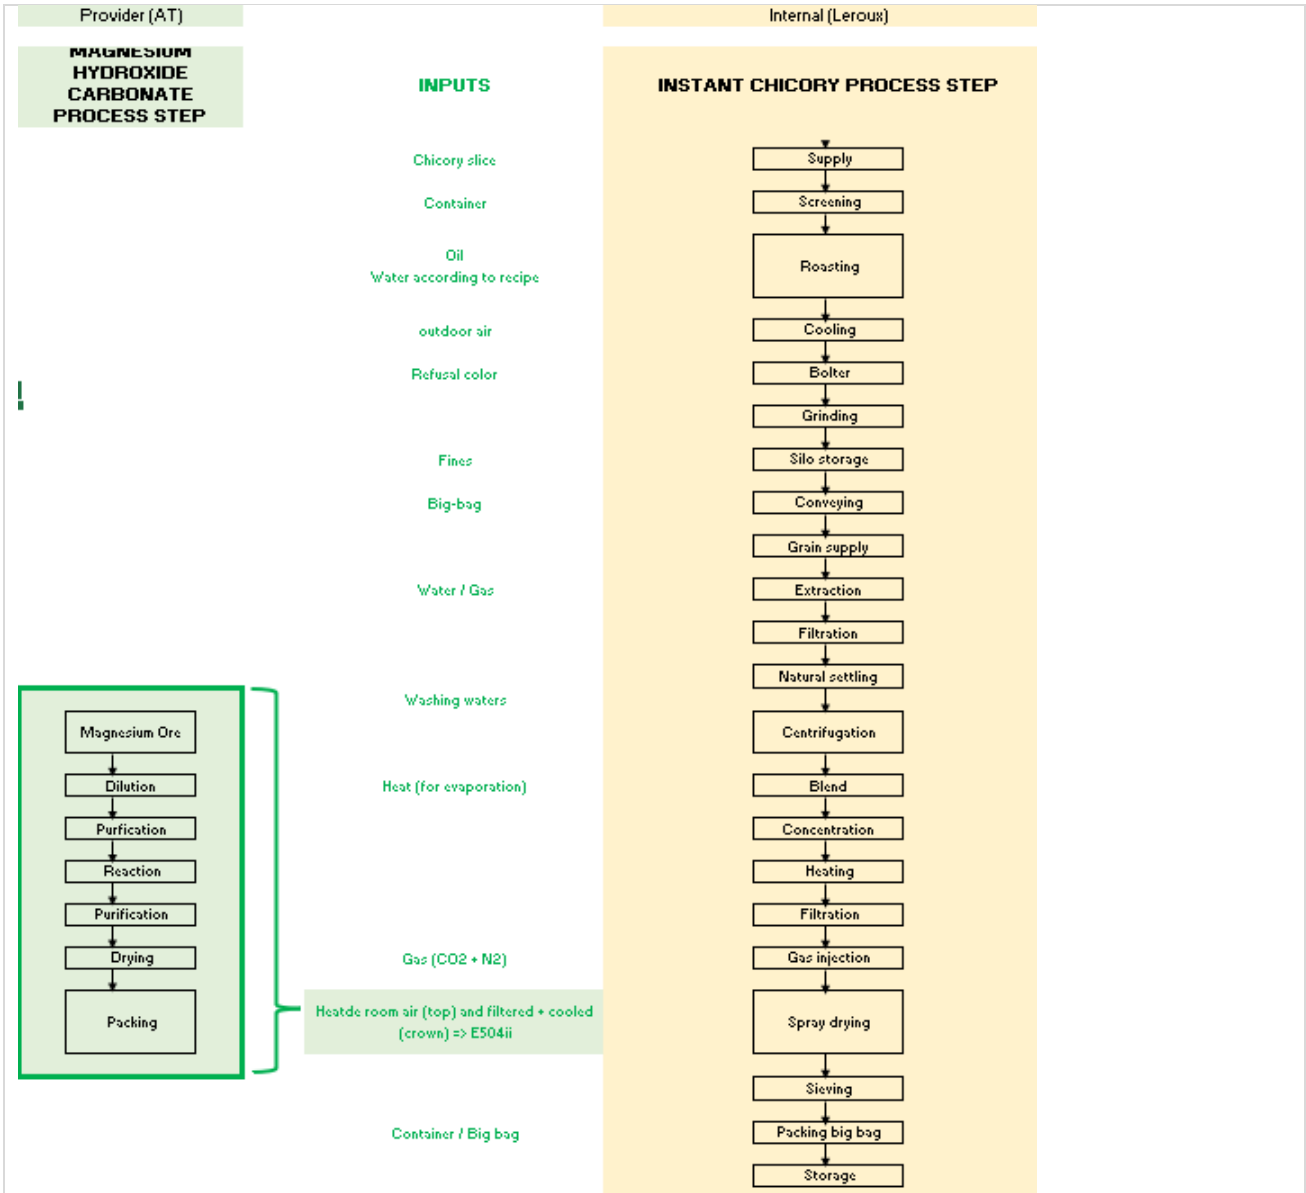 Provider (AT)
Internal (Leroux)
MAGNESIUM
HYDROXIDE
CARBONATE
PROCESS STEP
INPUTS
INSTANT CHICORY PROCESS STEP
Chicory slice
Supply
Container
Screening
Oil
Water according to recipe
Roasting
outdoor air
Cooling
Refusal color
Bolter
!
Grinding
Fines
Silo storage
Big-bag
Conveying
Grain supply
Water / Gas
Extraction
Filtration
Natural settling
Washing waters
Magnesium Ore
Centrifugation
Dilution
Heat (for evaporation)
Blend
Purfication
Concentration
Reaction
Heating
Purification
Filtration
Drying
Gas (CO2 + N2)
Gas injection
Packing
Heatde room air (top) and filtered + cooled
(crown) => E504ii
Spray drying
Sieving
Container / Big bag
Packing big bag
Storage